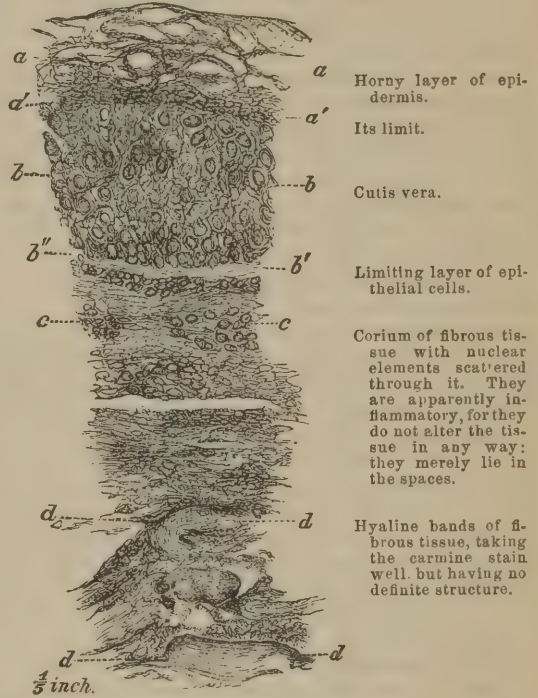 a a
Horny layer of epi-
dermis.
a' a'
Its limit.
b b
Cutis vera.
b" b'
Limiting layer of epi-
thelial cells.
c c
Corium of fibrous tis-
sue with nuclear
elements scattered
through it. They
are apparently in-
flammatory, for they
do not alter the tis-
sue in any way:
they merely lie in
the spaces.
d d
Hyaline bands of fi-
brous tissue, taking
the carmine stain
well. but having no
definite structure.
d d
inch.